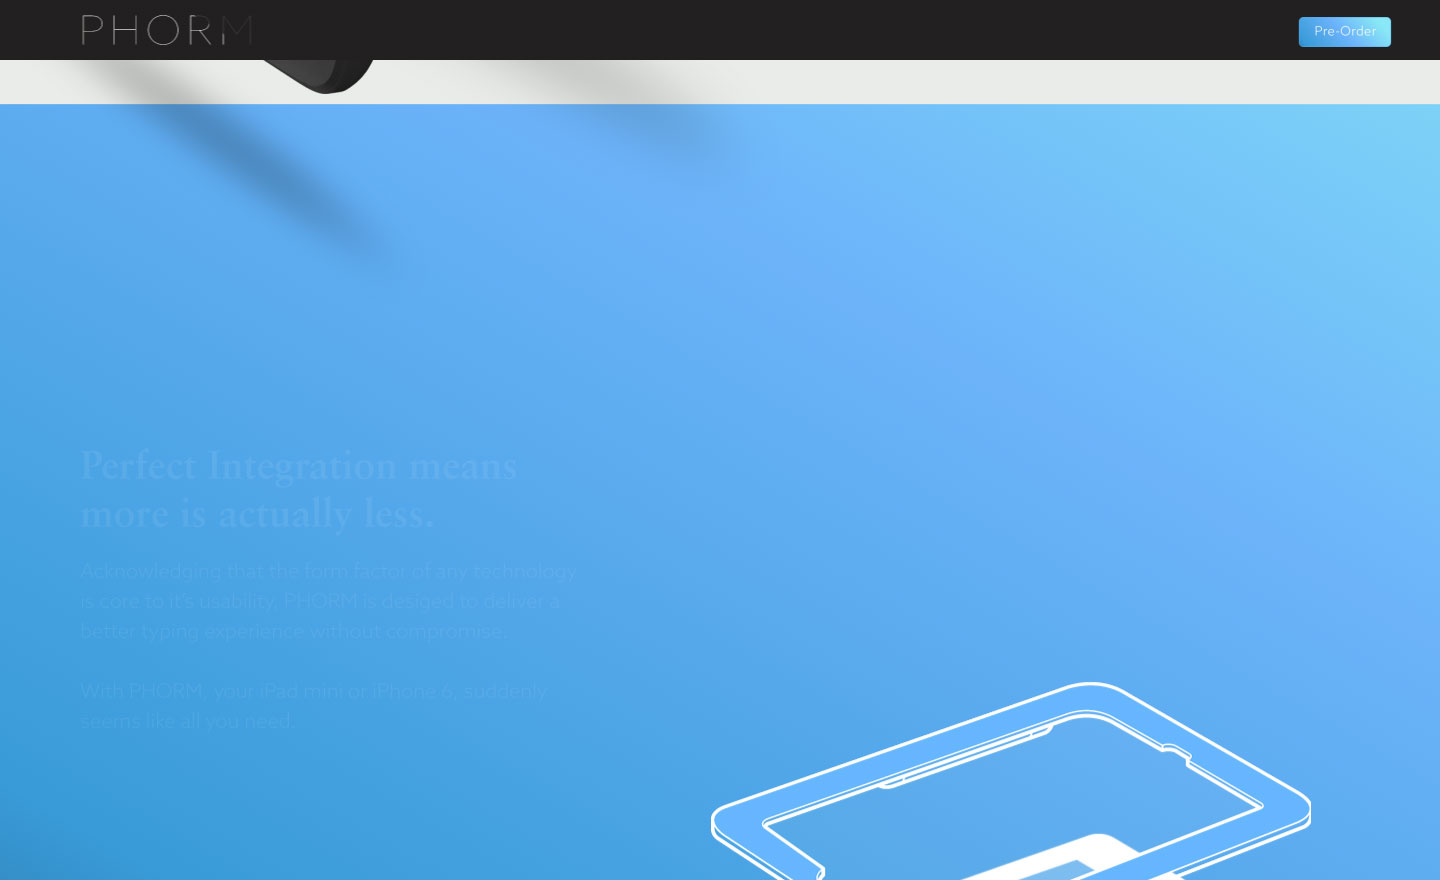 PHORM
Pre-Order
Perfect Integration means
more is actually less.
Acknowledging that the form factor of any technology
is core to it's usability, PHORM is desiged to deliver a
better typing experience without compromise.
With PHORM, your iPad mini or iPhone 6, suddenly
seems like all you need.